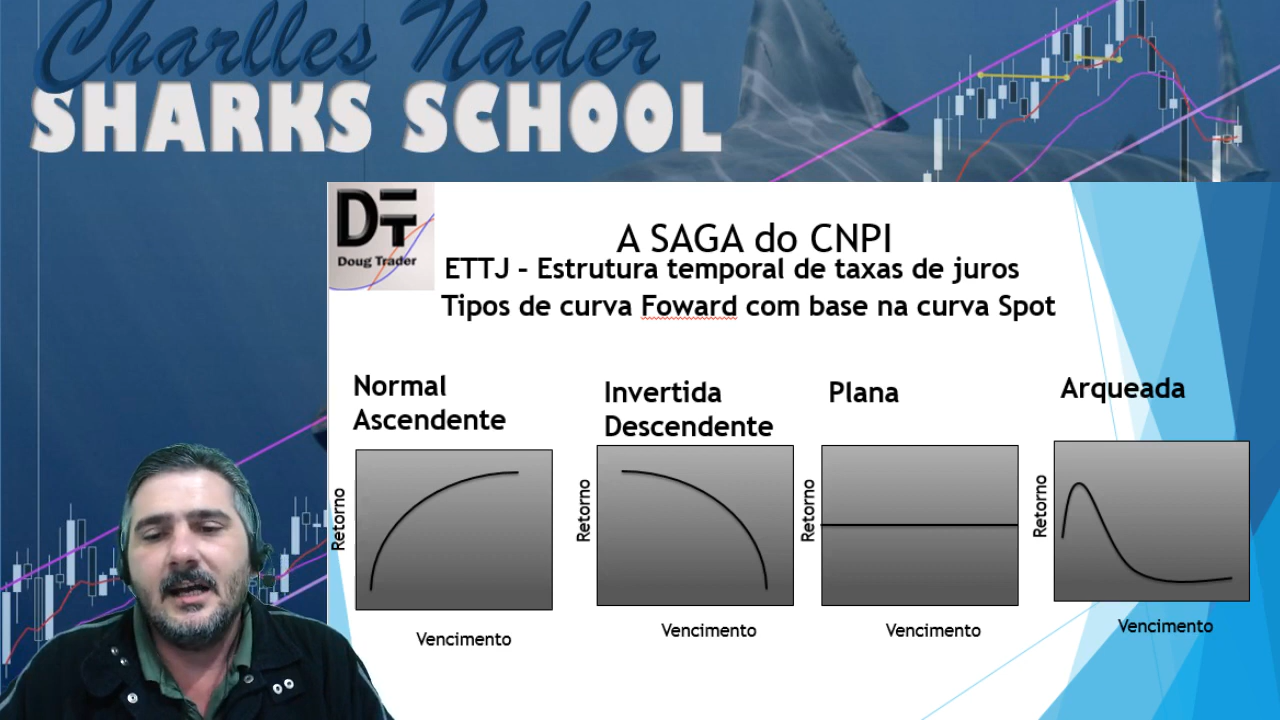 Charlles Nader
SHARKS SCHOOL
DT
Doug Trader
A SAGA do CNPI
ETTJ - Estrutura temporal de taxas de juros
Tipos de curva Foward com base na curva Spot
Normal
Ascendente
Retorno
Vencimento
Invertida
Descendente
Retorno
Vencimento
Plana
Retorno
Vencimento
Arqueada
Retorno
Vencimento